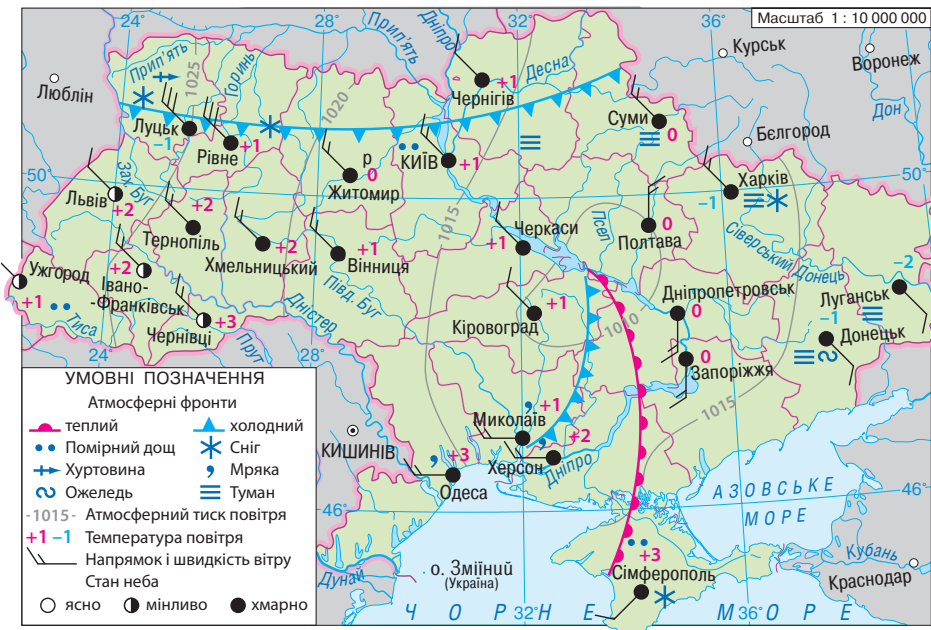 24°
28°
32°
36°
Масштаб 1 : 10 000 000
Прип'ять
Дніпро
Курськ
Воронеж
Люблін
Прип'ять
1025
Горинь
1020
Чернігів
+1
Десна
Дон
Луцьк
−1
Рівне
+1
КИЇВ
+1
Суми
0
Бєлгород
50°
50°
Львів
+2
Зах. Буг
р
0
Житомир
Харків
−1
Тернопіль
+2
Хмельницький
+2
Вінниця
+1
1015
Черкаси
+1
Псел
Полтава
0
Сіверський Донець
Ужгород
+1
Тиса
+2
Івано-
-Франківськ
Чернівці
+3
Прут
Дністер
Півд. Буг
Кіровоград
+1
1010
Дніпропетровськ
0
Луганськ
−2
−1
Донецьк
24°
28°
0
Запоріжжя
1015
УМОВНІ ПОЗНАЧЕННЯ
Атмосферні фронти
теплий
холодний
Помірний дощ
Сніг
Хуртовина
Мряка
Ожеледь
Туман
-1015- Атмосферний тиск повітря
+1 −1 Температура повітря
Напрямок і швидкість вітру
Стан неба
ясно
мінливо
хмарно
КИШИНІВ
Миколаїв
+1
Херсон
+2
Дніпро
+3
Одеса
46°
46°
АЗОВСЬКЕ
МОРЕ
Дунай
о. Зміїний
(Україна)
+3
Сімферополь
Кубань
Краснодар
32°
36°
ЧОРНЕ МОРЕ